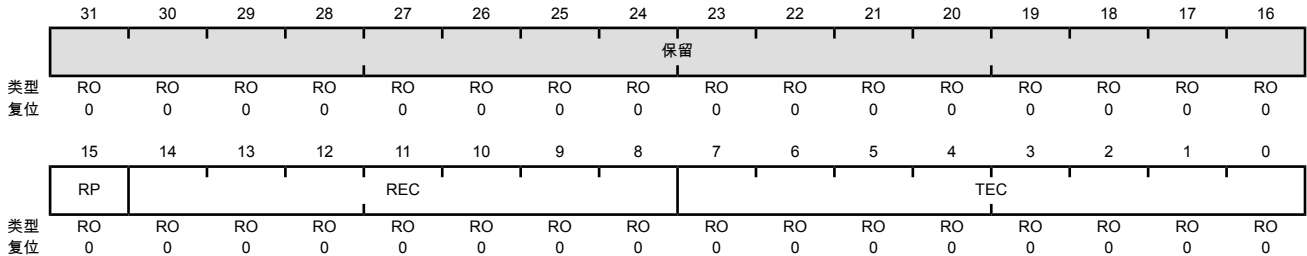 31 30 29 28 27 26 25 24 23 22 21 20 19 18 17 16
保留
类型 RO RO RO RO RO RO RO RO RO RO RO RO RO RO RO RO
复位 0 0 0 0 0 0 0 0 0 0 0 0 0 0 0 0
15 14 13 12 11 10 9 8 7 6 5 4 3 2 1 0
RP REC TEC
类型 RO RO RO RO RO RO RO RO RO RO RO RO RO RO RO RO
复位 0 0 0 0 0 0 0 0 0 0 0 0 0 0 0 0